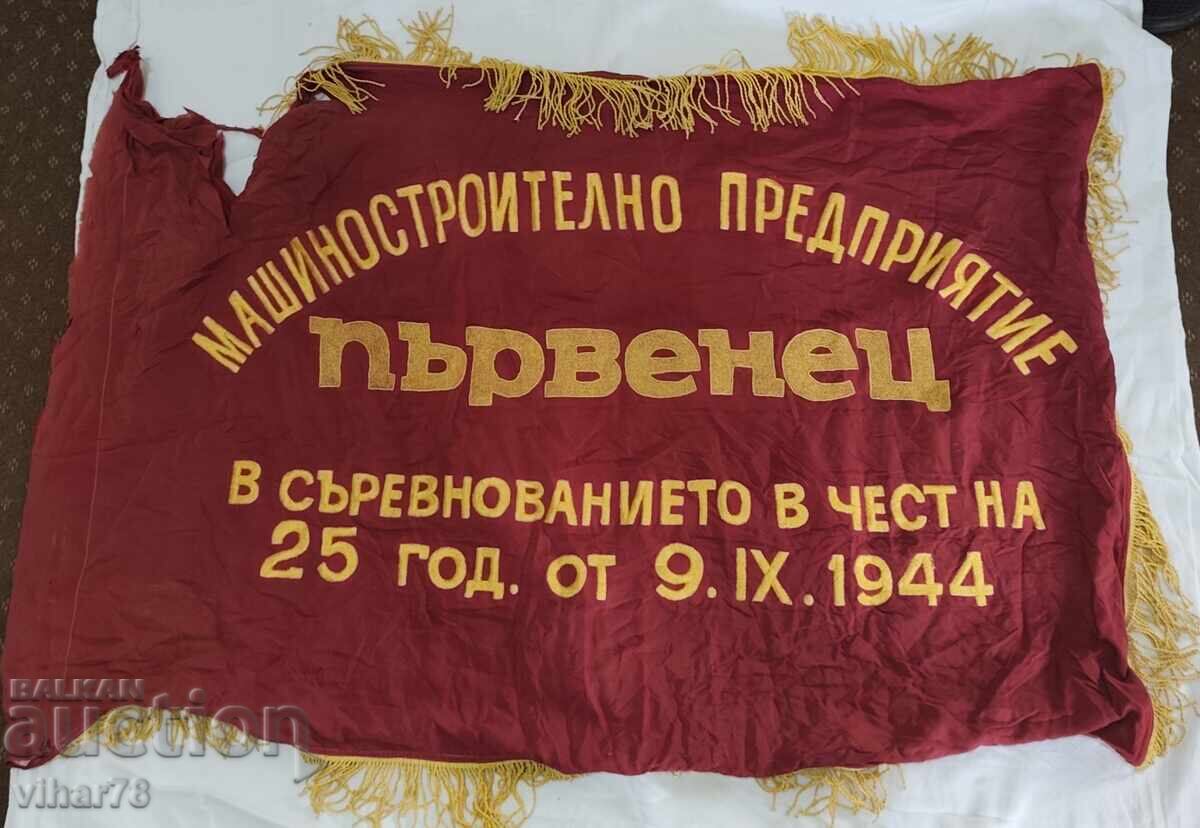 МАШИНОСТРОИТЕЛНО ПРЕДПРИЯТИЕ
първенец
В СЪРЕВНОВАНИЕТО В ЧЕСТ НА
25 ГОД. ОТ 9. IX. 1944
BALKAN
auction
vihar78